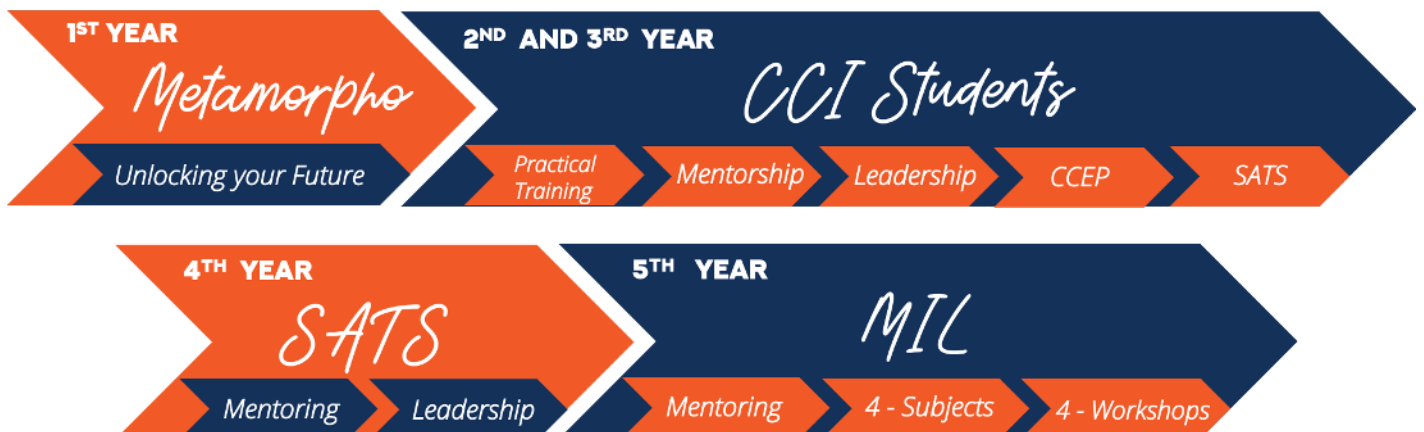 1ST YEAR
Metamorpho
Unlocking your Future
2ND AND 3RD YEAR
CCI Students
Practical
Training
Mentorship
Leadership
CCEP
SATS
4TH YEAR
SATS
Mentoring
Leadership
5TH YEAR
MIL
Mentoring
4 - Subjects
4 - Workshops